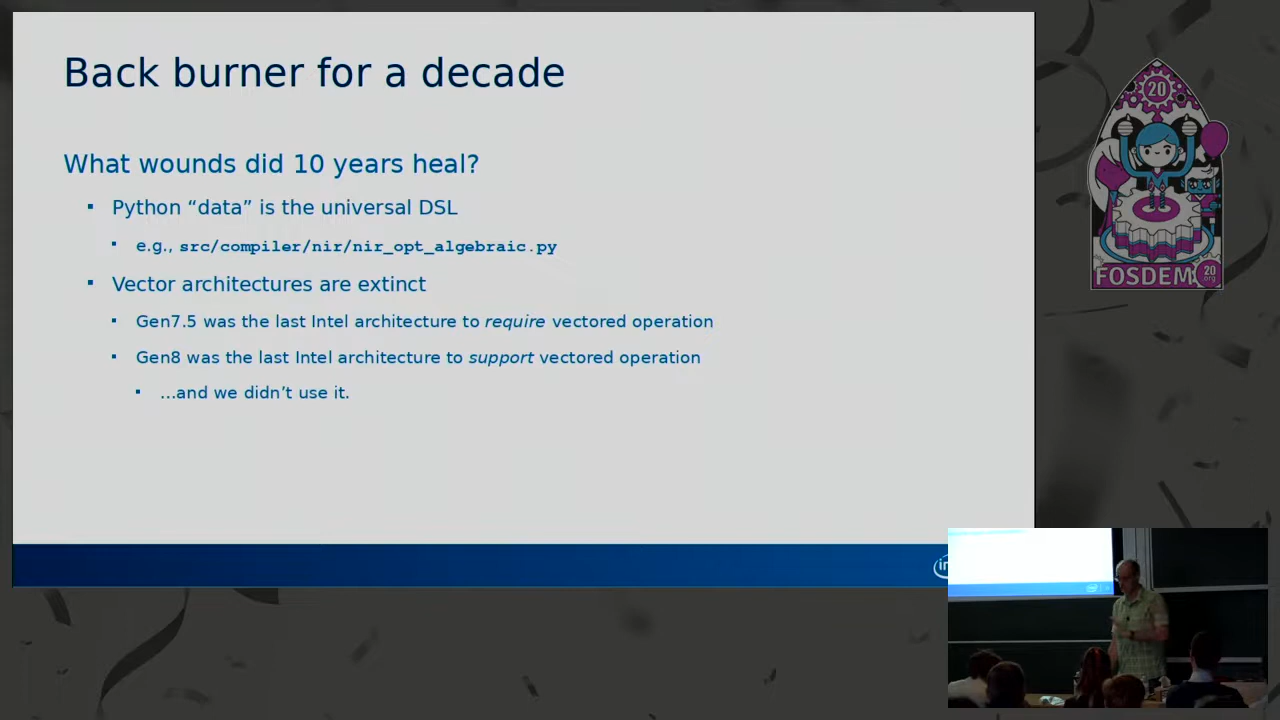 Back burner for a decade
What wounds did 10 years heal?
Python “data” is the universal DSL
e.g., src/compiler/nir/nir_opt_algebraic.py
Vector architectures are extinct
Gen7.5 was the last Intel architecture to require vectored operation
Gen8 was the last Intel architecture to support vectored operation
…and we didn’t use it.
20
FOSDEM
20
.org